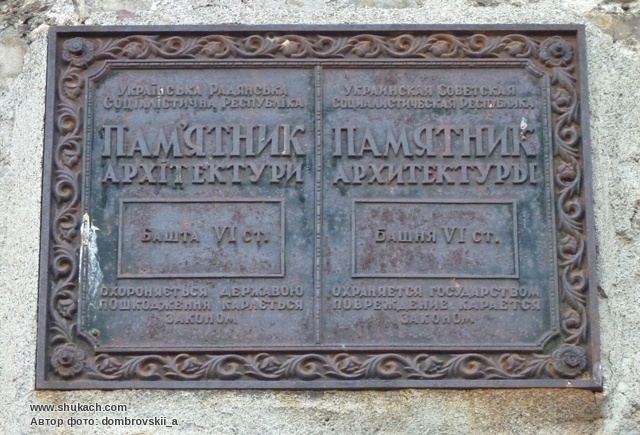 Українська Радянська
Соціалістична Республіка
Пам'ятник
архітектури
Башта VI ст.
Охороняється державою
пошкодження карається
законом
Украинская Советская
Социалистическая Республика
Памятник
архитектуры
Башня VI ст.
Охраняется государством
повреждение карается
законом
www.shukach.com
Автор фото: dombrovskii_a